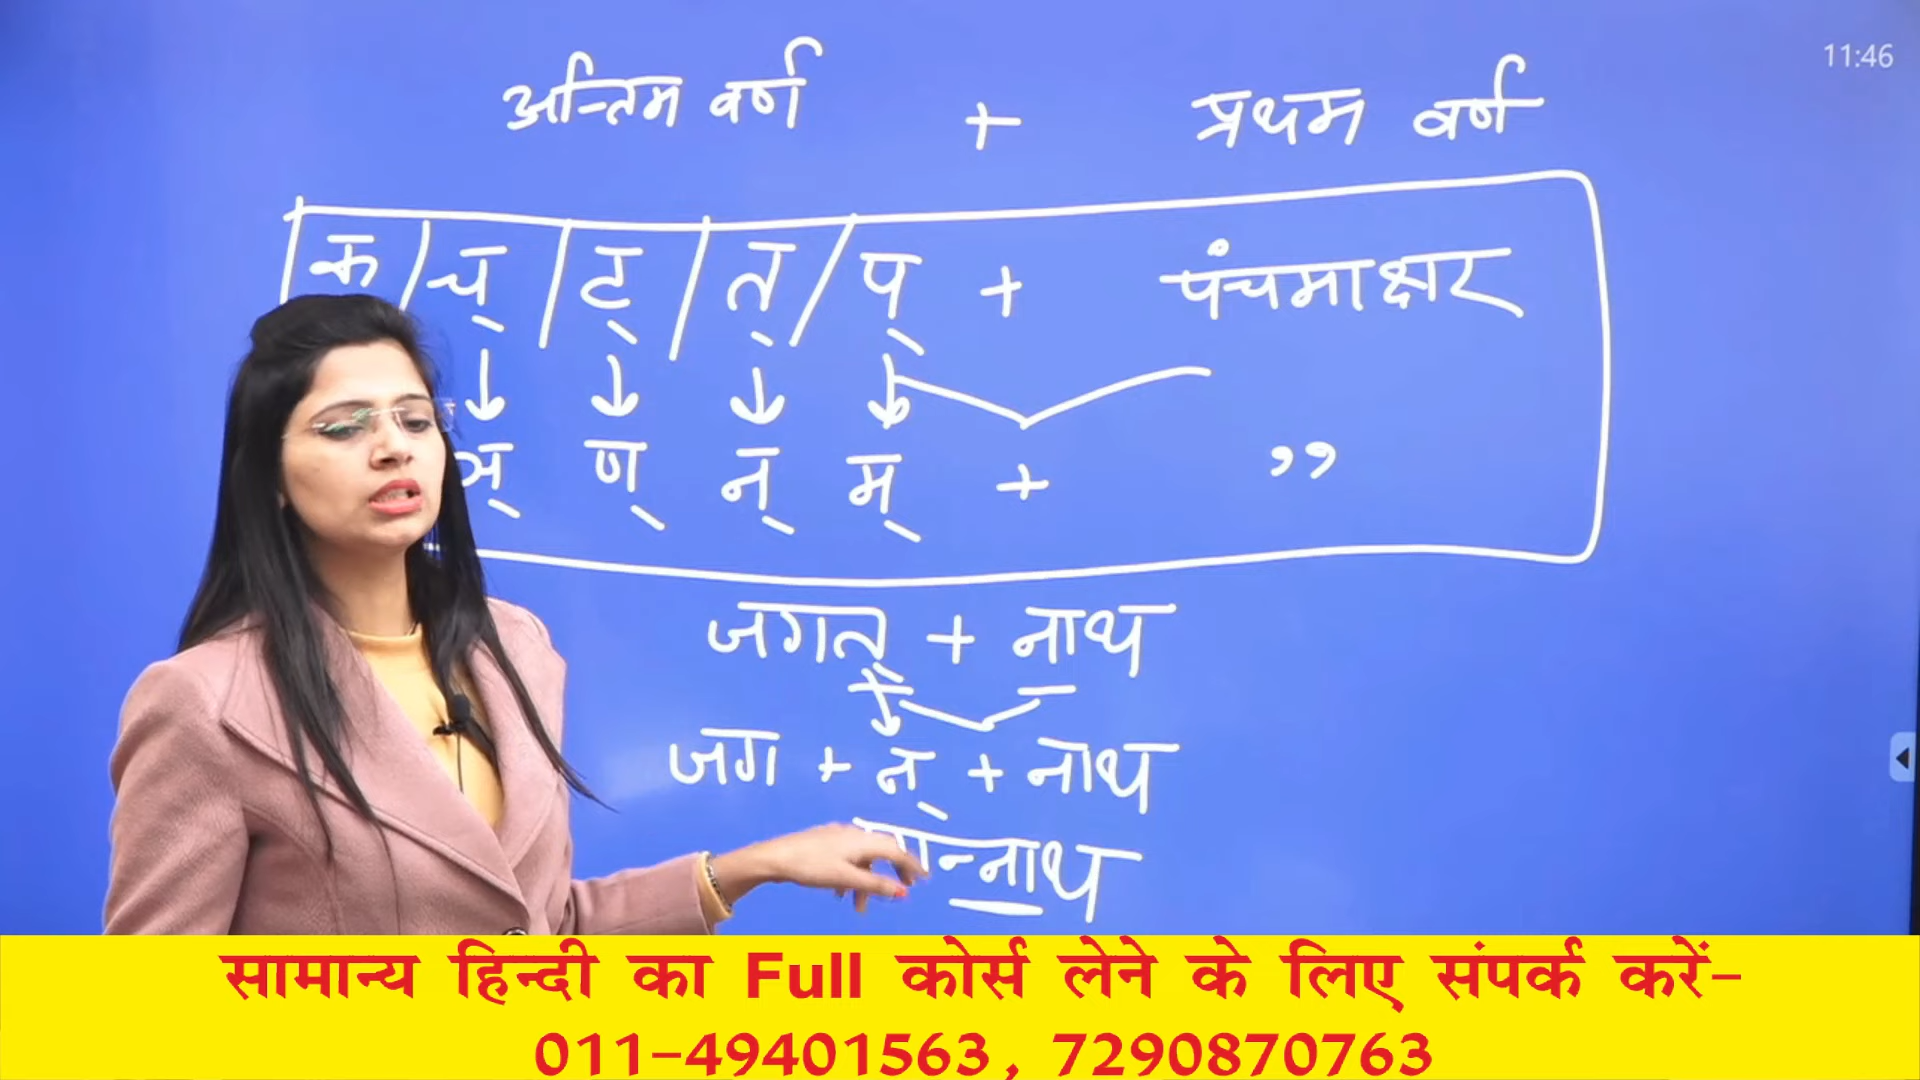 11:46
अन्तिम वर्ण + प्रथम वर्ण
क / च् / ट् / त् / प् + पंचमाक्षर
ञ् ण् न् म् + ,,
जगत् + नाथ
त् न
जग + न् + नाथ
न्नाथ
सामान्य हिन्दी का Full कोर्स लेने के लिए संपर्क करें-
011-49401563, 7290870763